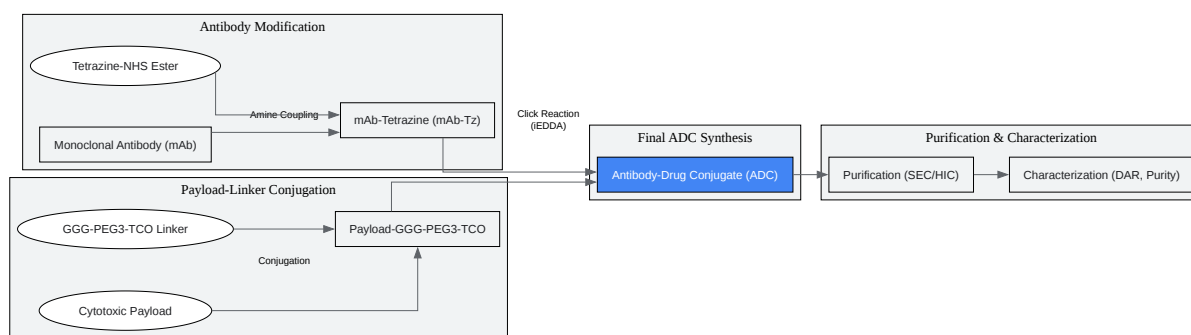 Antibody Modification
Tetrazine-NHS Ester
Amine Coupling
mAb-Tetrazine (mAb-Tz)
Monoclonal Antibody (mAb)
Click Reaction
(iEDDA)
Final ADC Synthesis
Antibody-Drug Conjugate (ADC)
Purification & Characterization
Purification (SEC/HIC)
Characterization (DAR, Purity)
Payload-Linker Conjugation
GGG-PEG3-TCO Linker
Payload-GGG-PEG3-TCO
Conjugation
Cytotoxic Payload